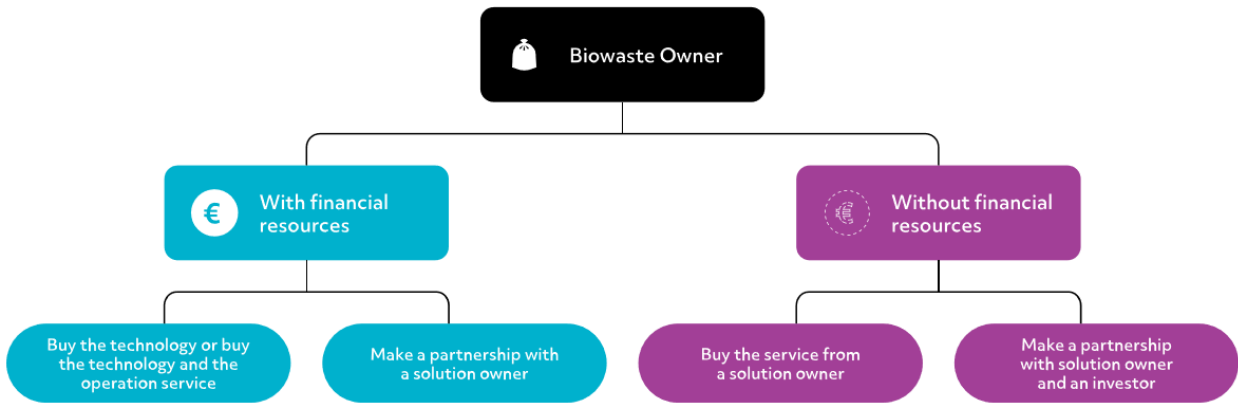 Biowaste Owner
€
With financial
resources
€
Without financial
resources
Buy the technology or buy
the technology and the
operation service
Make a partnership with
a solution owner
Buy the service from
a solution owner
Make a partnership
with solution owner
and an investor